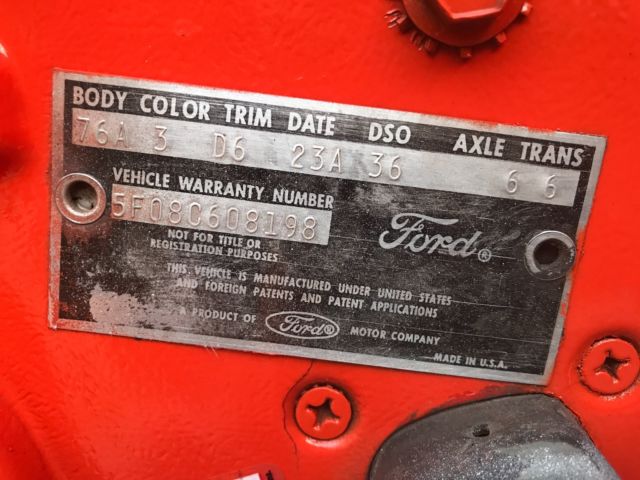 BODY COLOR TRIM DATE DSO AXLE TRANS
76A 3 D6 23A 36 6 6
VEHICLE WARRANTY NUMBER
5F08C608198
NOT FOR TITLE OR
REGISTRATION PURPOSES
Ford®
THIS VEHICLE IS MANUFACTURED UNDER UNITED STATES
AND FOREIGN PATENTS AND PATENT APPLICATIONS
A PRODUCT OF Ford® MOTOR COMPANY
MADE IN U.S.A.